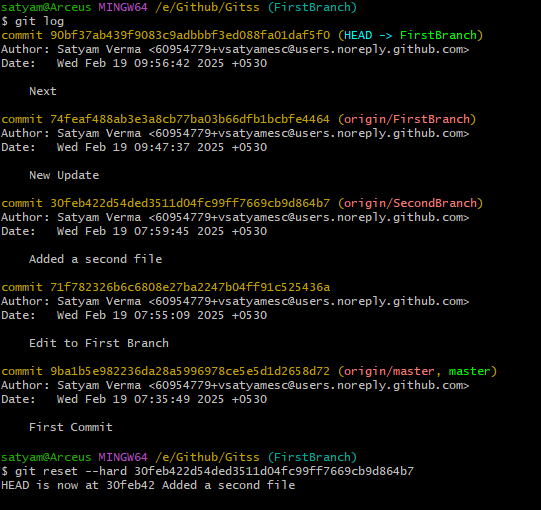 satyam@Arceus MINGW64 /e/Github/Gitss (FirstBranch)
$ git log
commit 90bf37ab439f9083c9adbbbf3ed088fa01daf5f0 (HEAD -> FirstBranch)
Author: Satyam Verma <60954779+vsatyamesc@users.noreply.github.com>
Date:   Wed Feb 19 09:56:42 2025 +0530
Next
commit 74feaf488ab3e3a8cb77ba03b66dfb1bcbfe4464 (origin/FirstBranch)
Author: Satyam Verma <60954779+vsatyamesc@users.noreply.github.com>
Date:   Wed Feb 19 09:47:37 2025 +0530
New Update
commit 30feb422d54ded3511d04fc99ff7669cb9d864b7 (origin/SecondBranch)
Author: Satyam Verma <60954779+vsatyamesc@users.noreply.github.com>
Date:   Wed Feb 19 07:59:45 2025 +0530
Added a second file
commit 71f782326b6c6808e27ba2247b04ff91c525436a
Author: Satyam Verma <60954779+vsatyamesc@users.noreply.github.com>
Date:   Wed Feb 19 07:55:09 2025 +0530
Edit to First Branch
commit 9ba1b5e982236da28a5996978ce5e5d1d2658d72 (origin/master, master)
Author: Satyam Verma <60954779+vsatyamesc@users.noreply.github.com>
Date:   Wed Feb 19 07:35:49 2025 +0530
First Commit
satyam@Arceus MINGW64 /e/Github/Gitss (FirstBranch)
$ git reset --hard 30feb422d54ded3511d04fc99ff7669cb9d864b7
HEAD is now at 30feb42 Added a second file